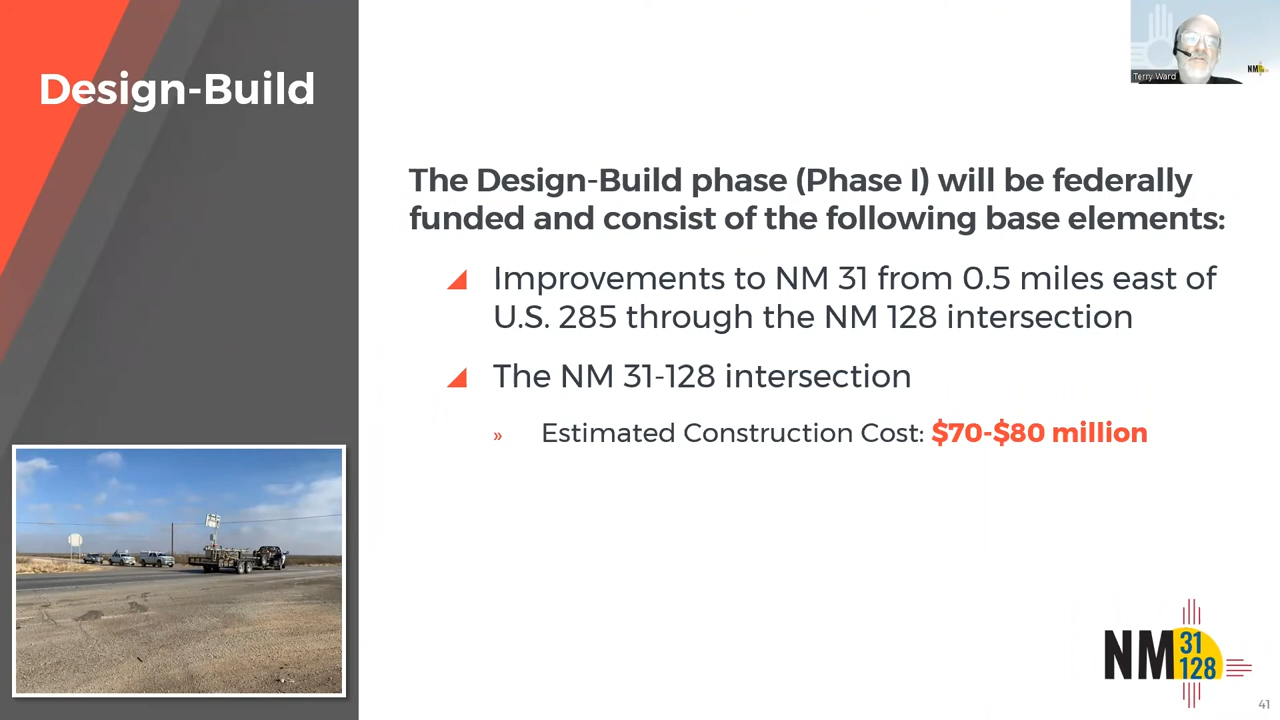 Design-Build
NM
Terry Ward
The Design-Build phase (Phase I) will be federally
funded and consist of the following base elements:
Improvements to NM 31 from 0.5 miles east of
U.S. 285 through the NM 128 intersection
The NM 31-128 intersection
» Estimated Construction Cost: $70-$80 million
NM 31
128
41